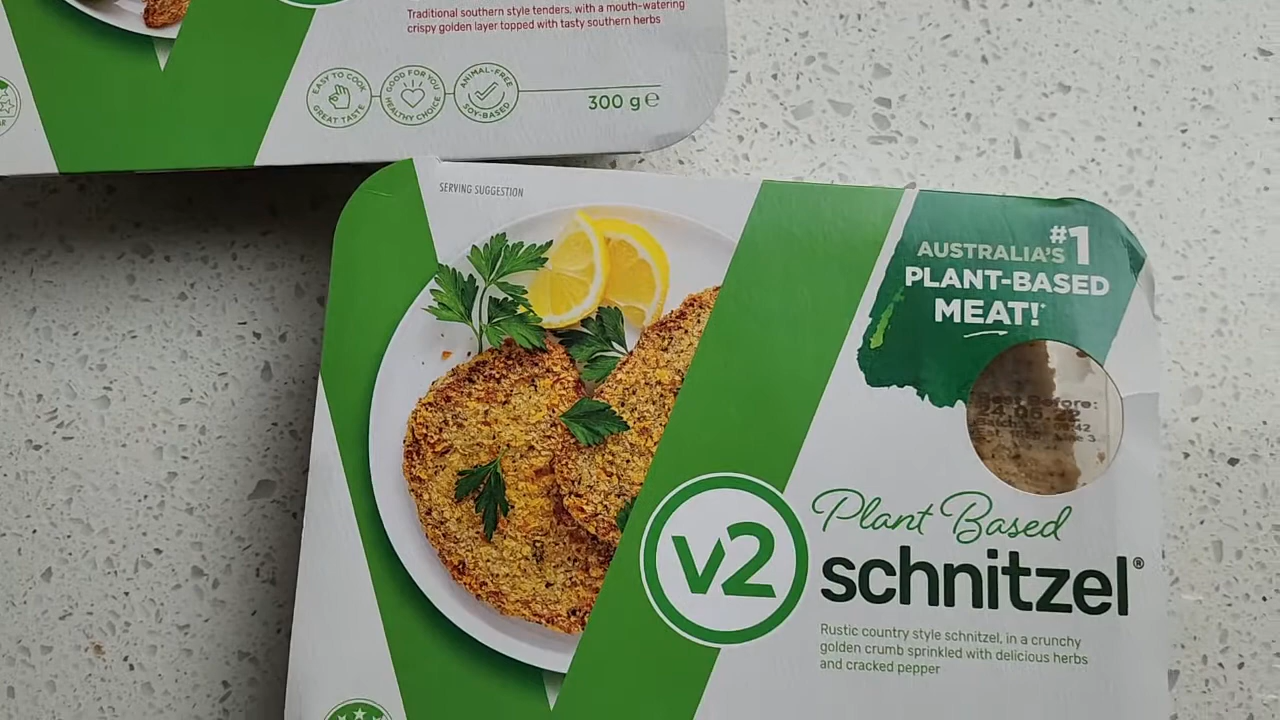 Traditional southern style tenders, with a mouth-watering
crispy golden layer topped with tasty southern herbs
EASY TO COOK
GREAT TASTE
GOOD FOR YOU
HEALTHY CHOICE
ANIMAL-FREE
SOY-BASED
300 g e
SERVING SUGGESTION
AUSTRALIA'S #1
PLANT-BASED
MEAT!*
Best Before:
24.06.22
v2
Plant Based
schnitzel®
Rustic country style schnitzel, in a crunchy
golden crumb sprinkled with delicious herbs
and cracked pepper